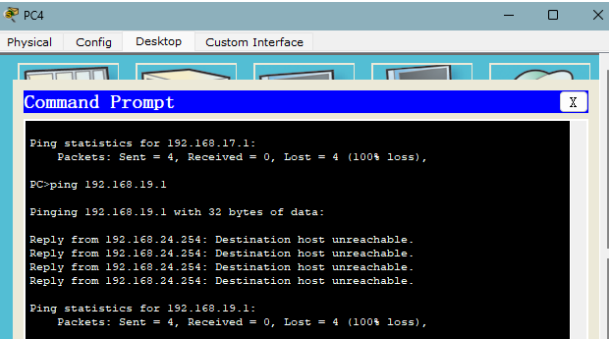 PC4
Physical Config Desktop Custom Interface
Command Prompt
X
Ping statistics for 192.168.17.1:
Packets: Sent = 4, Received = 0, Lost = 4 (100% loss),
PC>ping 192.168.19.1
Pinging 192.168.19.1 with 32 bytes of data:
Reply from 192.168.24.254: Destination host unreachable.
Reply from 192.168.24.254: Destination host unreachable.
Reply from 192.168.24.254: Destination host unreachable.
Reply from 192.168.24.254: Destination host unreachable.
Ping statistics for 192.168.19.1:
Packets: Sent = 4, Received = 0, Lost = 4 (100% loss),